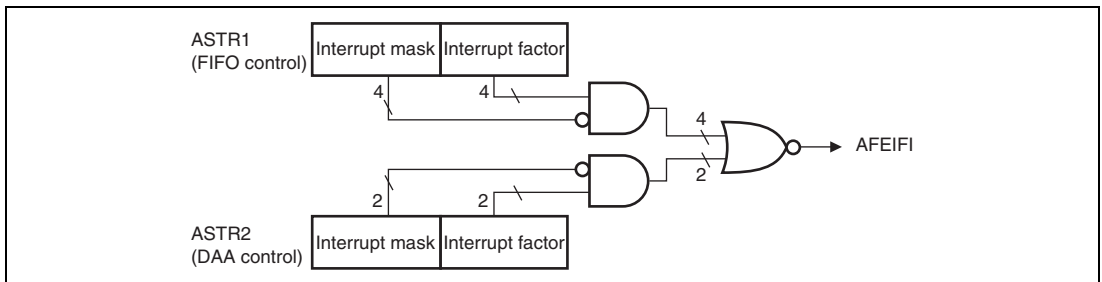 ASTR1
(FIFO control)
Interrupt mask
Interrupt factor
4
4
4
AFEIFI
2
2
2
ASTR2
(DAA control)
Interrupt mask
Interrupt factor